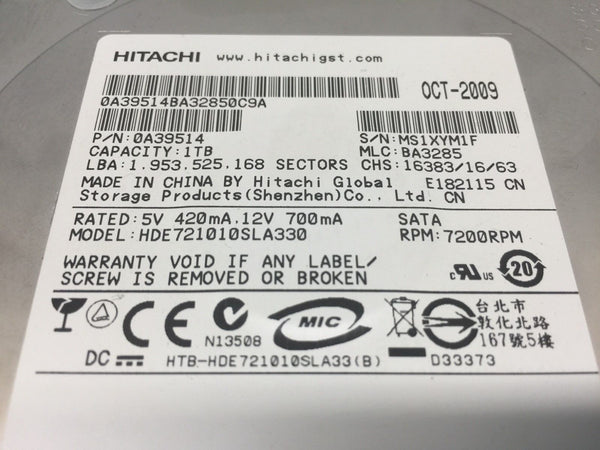 HITACHI www.hitachigst.com
OCT-2009
0A39514BA32850C9A
P/N:0A39514 S/N:MS1XYM1F
CAPACITY:1TB MLC:BA3285
LBA:1,953,525,168 SECTORS CHS:16383/16/63
MADE IN CHINA BY Hitachi Global E182115 CN
Storage Products(Shenzhen)Co., Ltd. CN
RATED:5V 420mA,12V 700mA SATA
MODEL:HDE721010SLA330 RPM:7200RPM
WARRANTY VOID IF ANY LABEL/
SCREW IS REMOVED OR BROKEN
c RU us 20
CE N13508 MIC
台北市
敦化北路
167號5樓
DC HTB-HDE721010SLA33(B) D33373